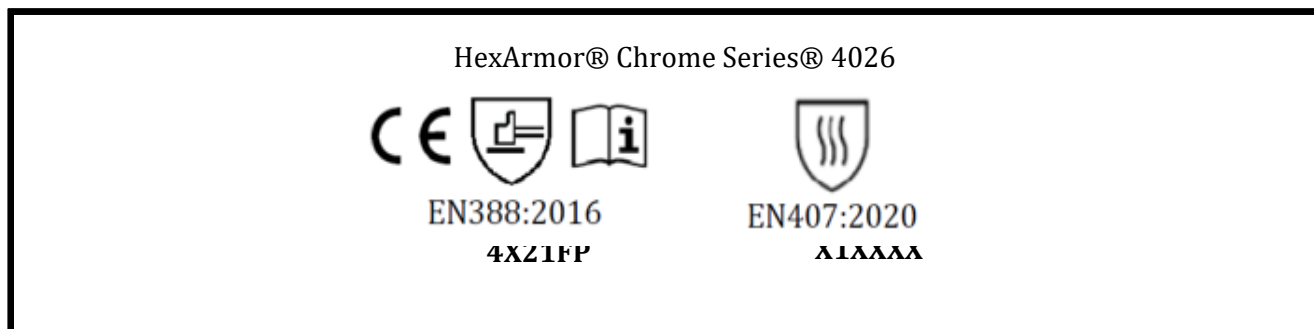 HexArmor® Chrome Series® 4026
CE i
EN388:2016 EN407:2020
4X21FP X1XXXX